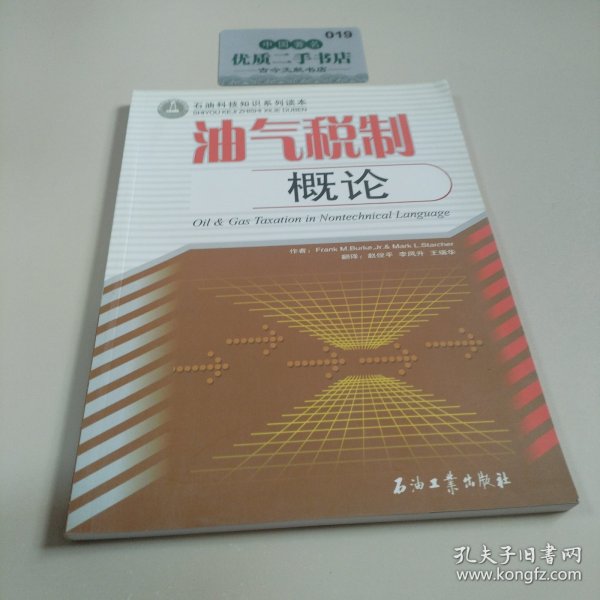 019
中国著名
优质二手书店
古今文献书店
石油科技知识系列读本
SHIYOU KEJI ZHISHI XILIE DUBEN
油气税制
概论
Oil & Gas Taxation in Nontechnical Language
作者：Frank M.Burke,Jr.& Mark L.Starcher
翻译：赵俊平 李凤升 王瑞华
石油工业出版社
孔夫子旧书网
www.kongfz.com